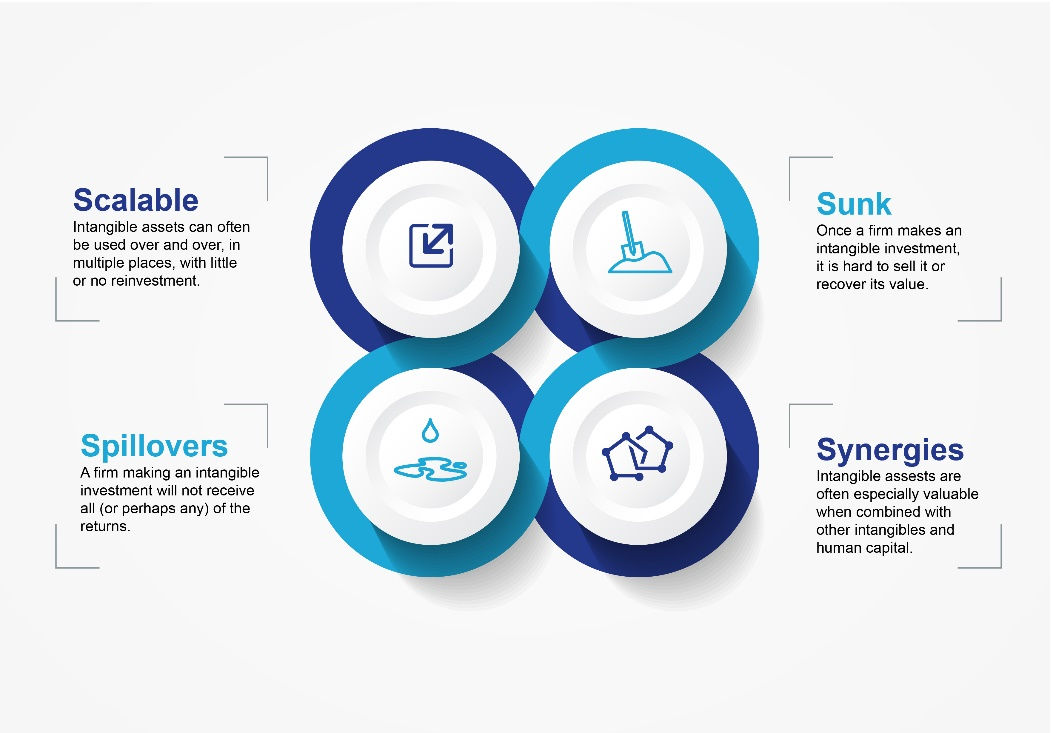 Scalable
Intangible assets can often
be used over and over, in
multiple places, with little
or no reinvestment.
Sunk
Once a firm makes an
intangible investment,
it is hard to sell it or
recover its value.
Spillovers
A firm making an intangible
investment will not receive
all (or perhaps any) of the
returns.
Synergies
Intangible assests are
often especially valuable
when combined with
other intangibles and
human capital.